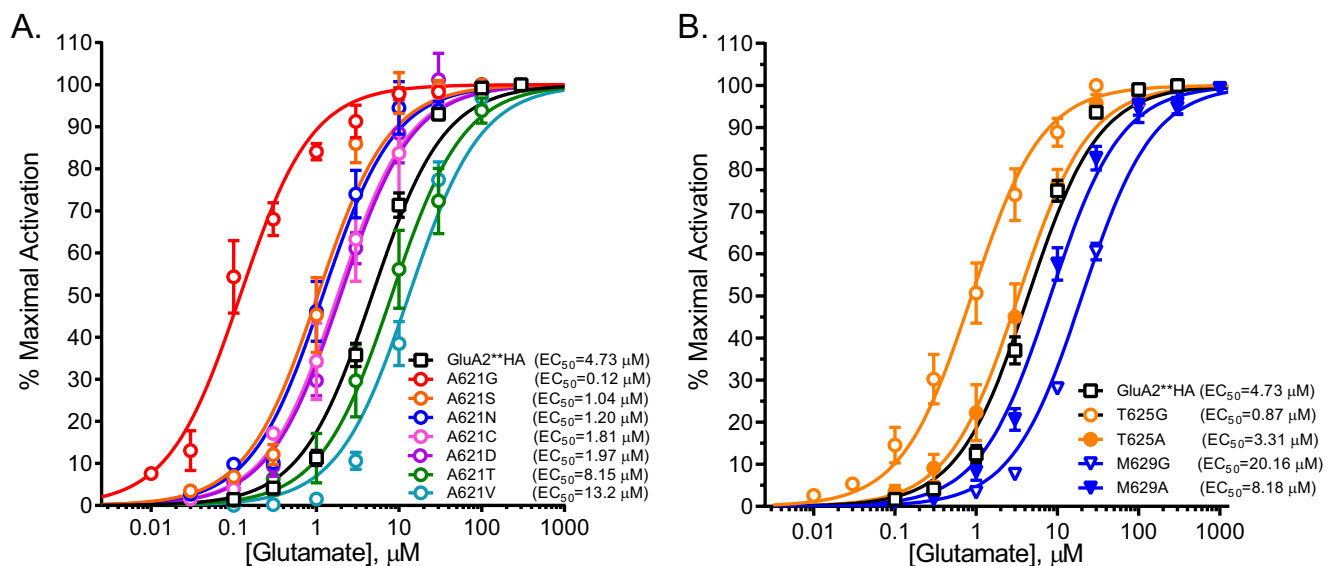 A.
110
100
90
80
70
60
50
40
30
20
10
0
% Maximal Activation
GluA2**HA (EC50=4.73 μM)
A621G (EC50=0.12 μM)
A621S (EC50=1.04 μM)
A621N (EC50=1.20 μM)
A621C (EC50=1.81 μM)
A621D (EC50=1.97 μM)
A621T (EC50=8.15 μM)
A621V (EC50=13.2 μM)
0.01 0.1 1 10 100 1000
[Glutamate], μM
B.
110
100
90
80
70
60
50
40
30
20
10
0
% Maximal Activation
GluA2**HA (EC50=4.73 μM)
T625G (EC50=0.87 μM)
T625A (EC50=3.31 μM)
M629G (EC50=20.16 μM)
M629A (EC50=8.18 μM)
0.01 0.1 1 10 100 1000
[Glutamate], μM